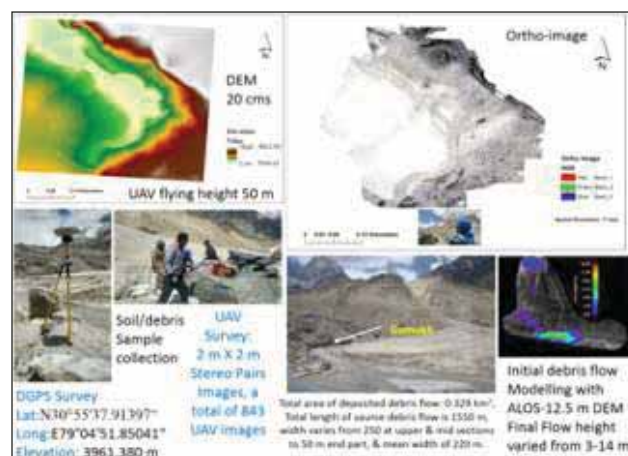 DEM
20 cms
UAV flying height 50 m
Ortho-image
N
Soil/debris
Sample
collection
UAV
Survey:
2 m X 2 m
Stereo Pairs
Images, a
total of 843
UAV images
DGPS Survey
Lat:N30°55'37.91397"
Long:E79°04'51.85041"
Elevation: 3961.380 m
Gumukh
Total area of deposited debris flow: 0.329 km².
Total length of source debris flow is 1550 m,
width varies from 250 at upper & mid sections
to 50 m end part, & mean width of 220 m.
Initial debris flow
Modelling with
ALOS-12.5 m DEM
Final Flow height
varied from 3-14 m